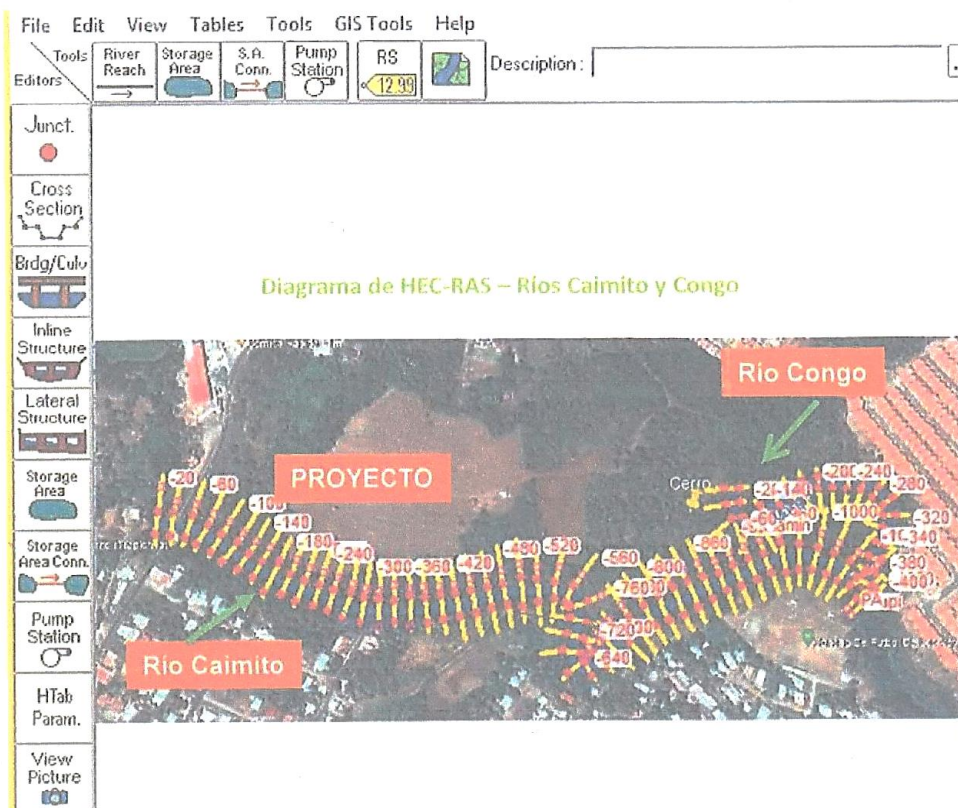 File Edit View Tables Tools GIS Tools Help
Tools
Editors
River Reach
Storage Area
S.A. Conn.
Pump Station
RS
12.99
Description :
Junct.
Cross Section
Brdg/Culv
Inline Structure
Lateral Structure
Storage Area
Storage Area Conn.
Pump Station
HTab Param.
View Picture
Diagrama de HEC-RAS – Ríos Caimito y Congo
Río Congo
PROYECTO
Río Caimito
Cerro
-20
-60
-140
-180
-240
-300
-360
-420
-480
-520
-560
-640
-860
-140
-240
-280
-1000
-320
-340
-380
-400